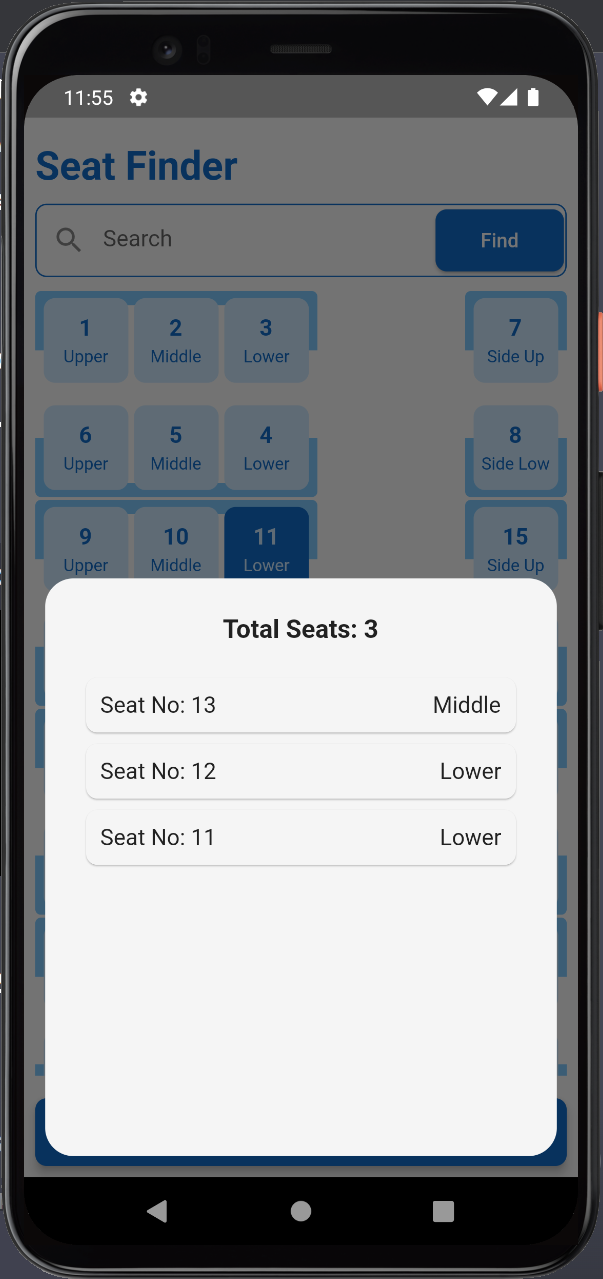 11:55
Seat Finder
Search
Find
1 2 3 7
Upper Middle Lower Side Up
6 5 4 8
Upper Middle Lower Side Low
9 10 11 15
Upper Middle Lower Side Up
Total Seats: 3
Seat No: 13 Middle
Seat No: 12 Lower
Seat No: 11 Lower